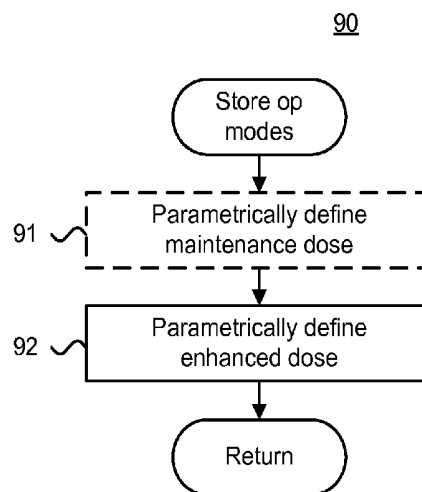 90
Store op
modes
91
Parametrically define
maintenance dose
92
Parametrically define
enhanced dose
Return